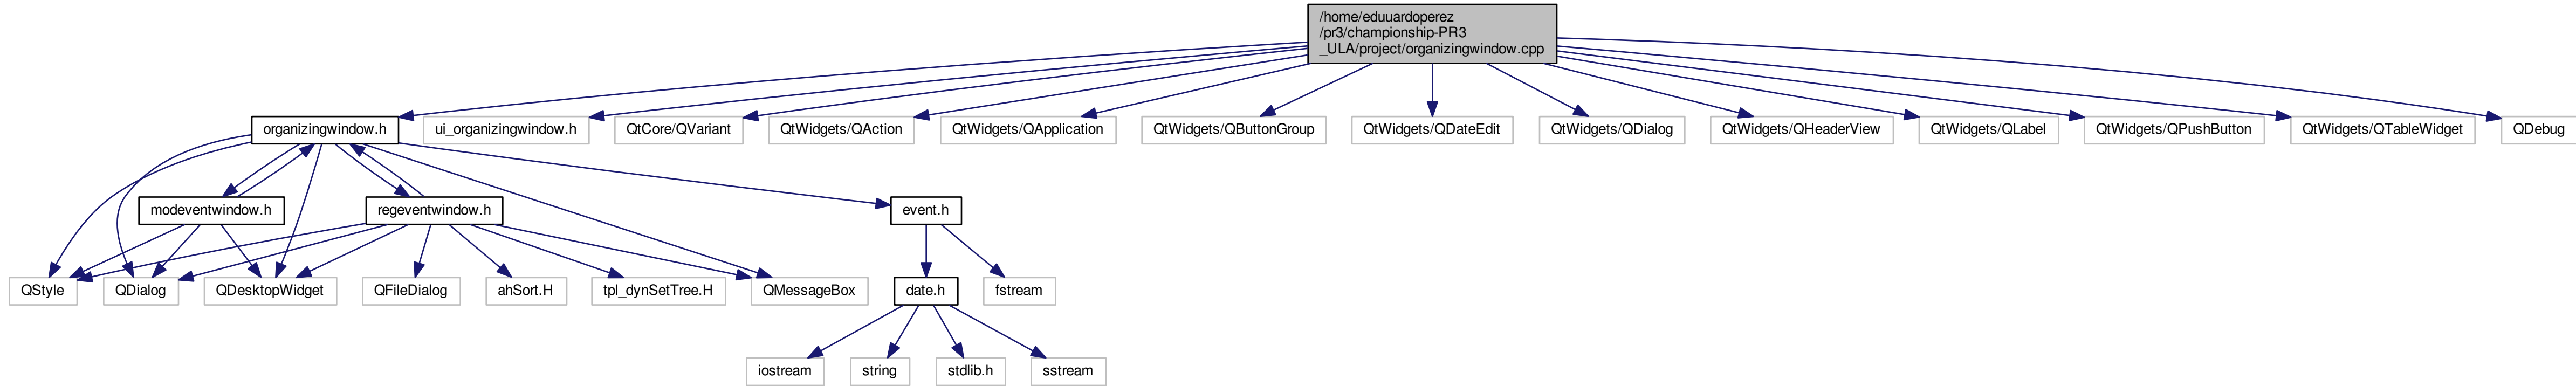 /home/eduuardoperez
/pr3/championship-PR3
_ULA/project/organizingwindow.cpp
organizingwindow.h
ui_organizingwindow.h
QtCore/QVariant
QtWidgets/QAction
QtWidgets/QApplication
QtWidgets/QButtonGroup
QtWidgets/QDateEdit
QtWidgets/QDialog
QtWidgets/QHeaderView
QtWidgets/QLabel
QtWidgets/QPushButton
QtWidgets/QTableWidget
QDebug
modeventwindow.h
regeventwindow.h
event.h
QStyle
QDialog
QDesktopWidget
QFileDialog
ahSort.H
tpl_dynSetTree.H
QMessageBox
date.h
fstream
iostream
string
stdlib.h
sstream